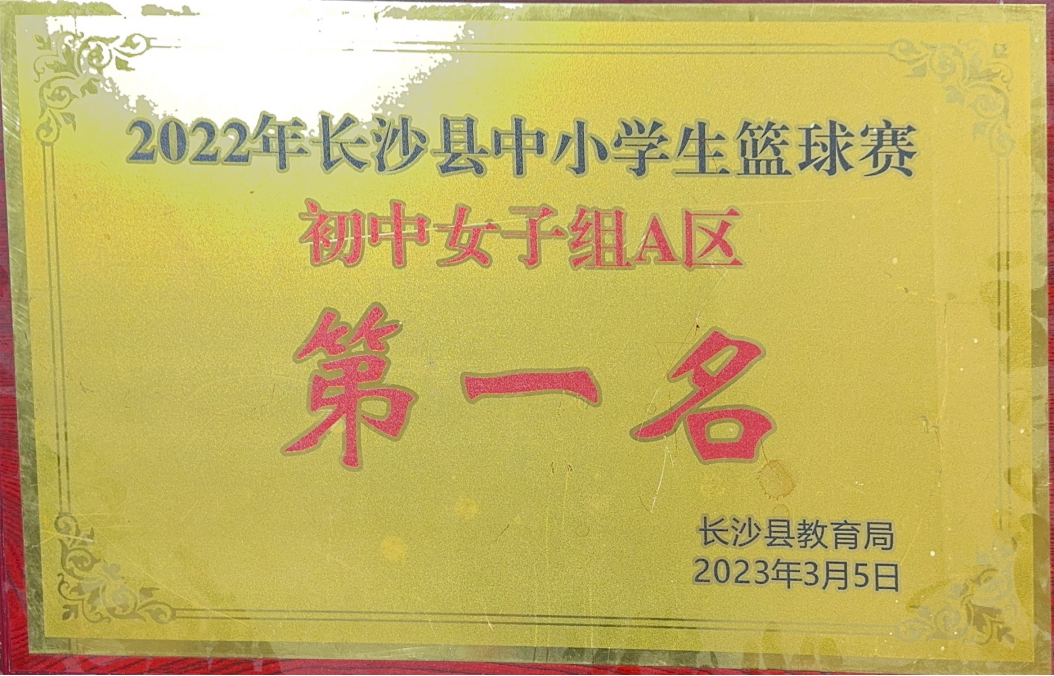 2022年长沙县中小学生篮球赛
初中女子组A区
第一名
长沙县教育局
2023年3月5日